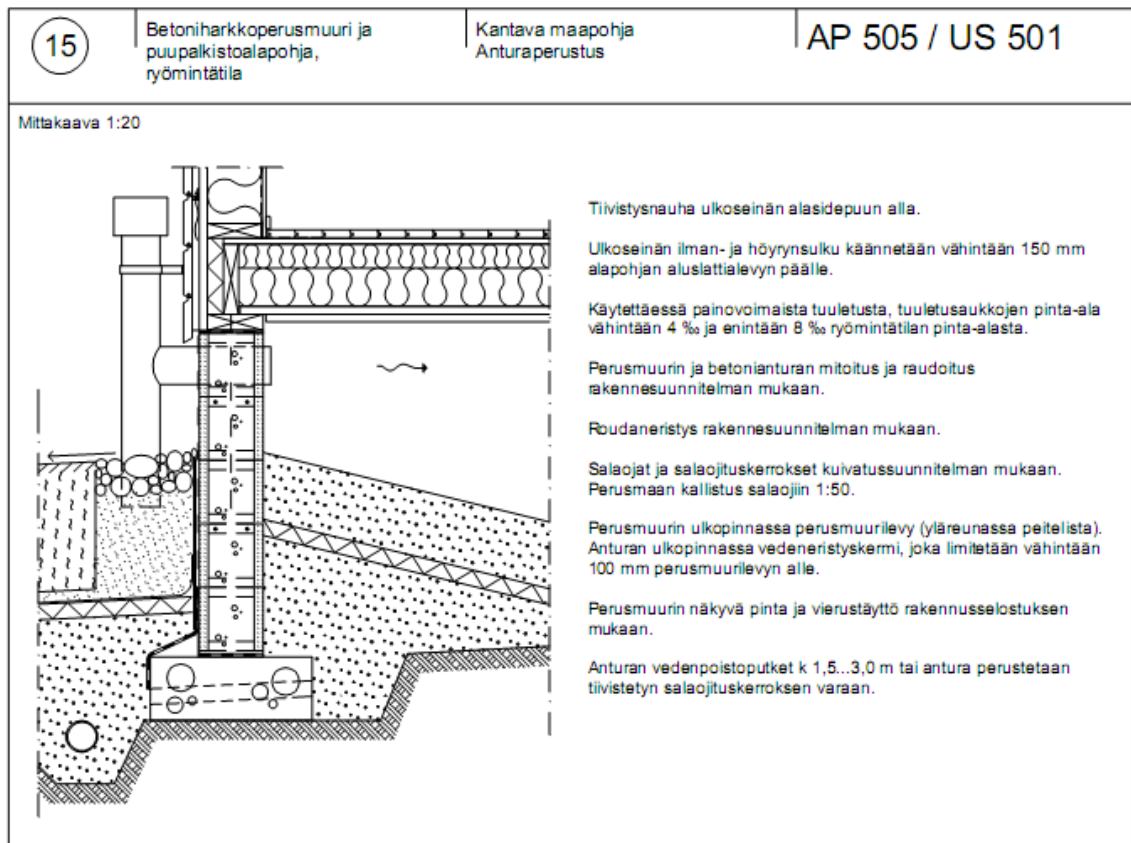 15
Betoniharkkoperusmuuri ja
puupalkistoalapohja,
ryömintätila
Kantava maapohja
Anturaperustus
AP 505 / US 501
Mittakaava 1:20
Tiivistysnauha ulkoseinän alasidepuun alla.
Ulkoseinän ilman- ja höyrynsulku käännetään vähintään 150 mm
alapohjan aluslattialevyn päälle.
Käytettäessä painovoimaista tuuletusta, tuuletusaukkojen pinta-ala
vähintään 4 ‰ ja enintään 8 ‰ ryömintätilan pinta-alasta.
Perusmuurin ja betonianturan mitoitus ja raudoitus
rakennesuunnitelman mukaan.
Roudaneristys rakennesuunnitelman mukaan.
Salaojat ja salaojituskerrokset kuivatussuunnitelman mukaan.
Perusmaan kallistus salaojiin 1:50.
Perusmuurin ulkopinnassa perusmuurilevy (yläreunassa peitelista).
Anturan ulkopinnassa vedeneristyskermi, joka limitetään vähintään
100 mm perusmuurilevyn alle.
Perusmuurin näkyvä pinta ja vierustäyttö rakennusselostuksen
mukaan.
Anturan vedenpoistoputket k 1,5...3,0 m tai antura perustetaan
tiivistetyn salaojituskerroksen varaan.